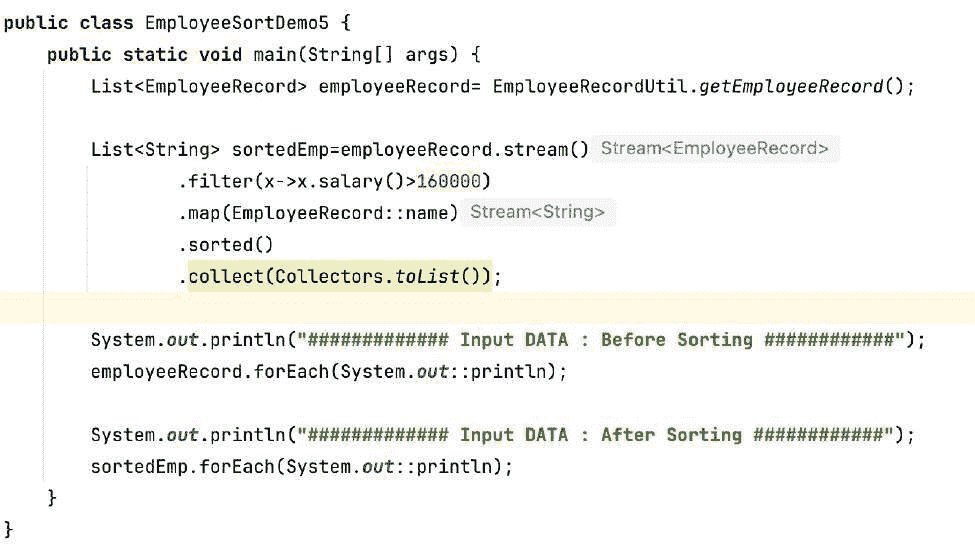 public class EmployeeSortDemo5 {
public static void main(String[] args) {
List<EmployeeRecord> employeeRecord= EmployeeRecordUtil.getEmployeeRecord();
List<String> sortedEmp=employeeRecord.stream() Stream<EmployeeRecord>
.filter(x->x.salary()>160000)
.map(EmployeeRecord::name) Stream<String>
.sorted()
.collect(Collectors.toList());
System.out.println("############# Input DATA : Before Sorting ############");
employeeRecord.forEach(System.out::println);
System.out.println("############# Input DATA : After Sorting ############");
sortedEmp.forEach(System.out::println);
}
}